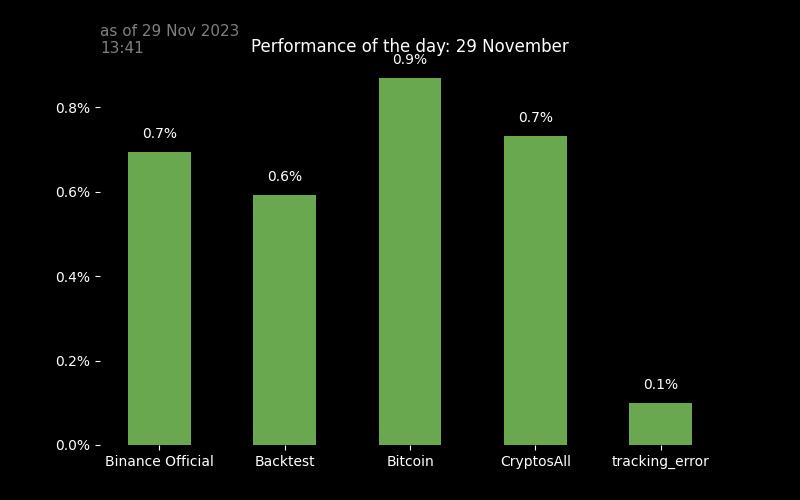 as of 29 Nov 2023
13:41
Performance of the day: 29 November
0.9%
0.8%
0.7%
0.7%
0.6%
0.6%
0.4%
0.2%
0.1%
0.0%
Binance Official
Backtest
Bitcoin
CryptosAll
tracking_error